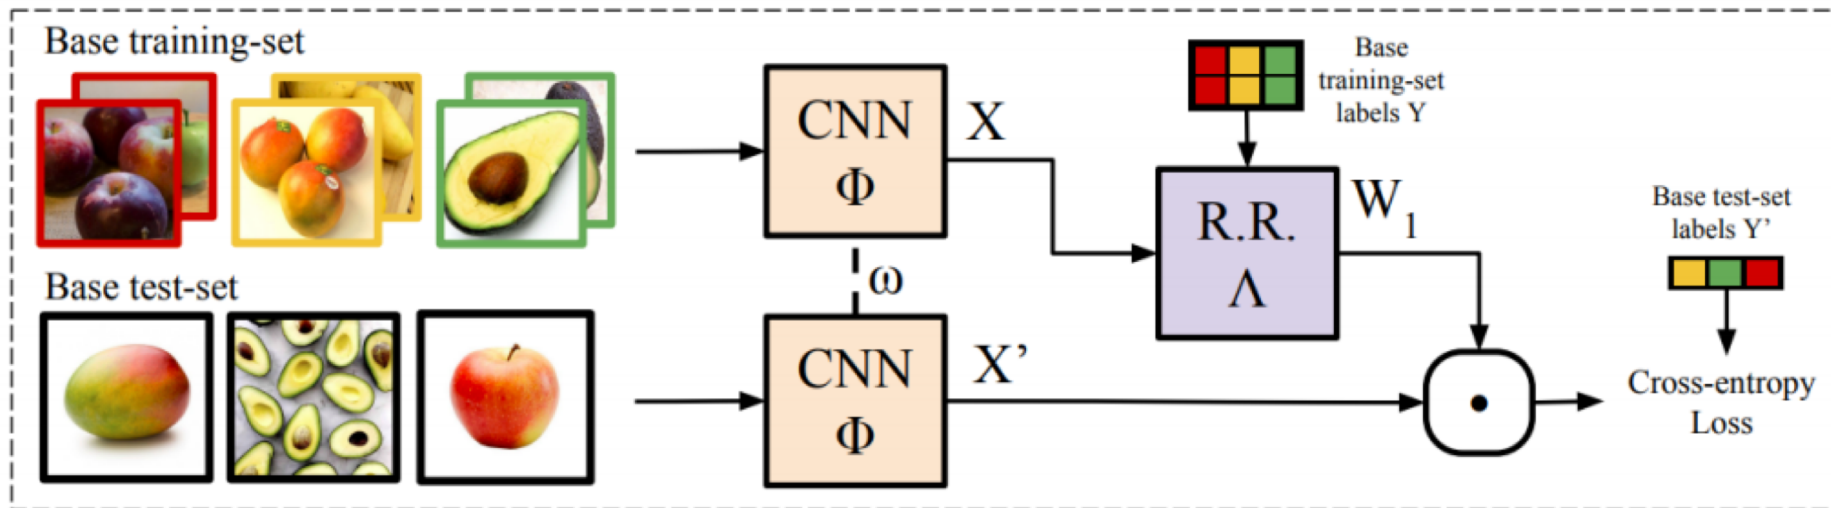 Base training-set
Base test-set
CNN
Φ
ω
CNN
Φ
X
X’
Base
training-set
labels Y
R.R.
Λ
W1
•
Base test-set
labels Y’
Cross-entropy
Loss